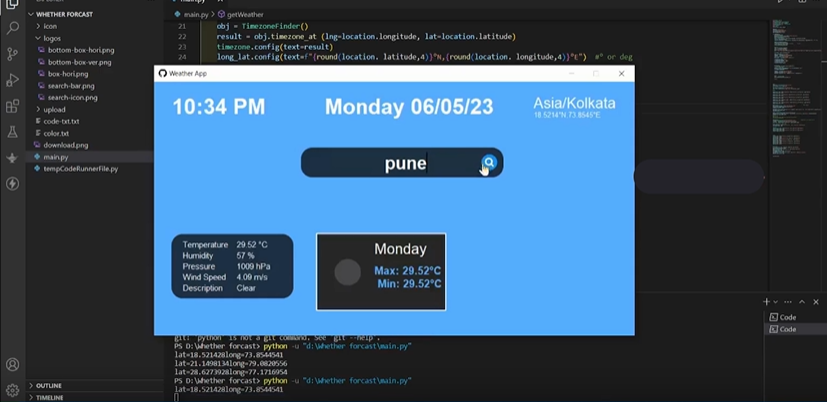 WHETHER FORCAST
main.py > getWeather
icon
21 obj = TimezoneFinder()
logos
22 result = obj.timezone_at (lng=location.longitude, lat=location.latitude)
bottom-box-hori.png
23 timezone.config(text=result)
bottom-box-ver.png
24 long_lat.config(text=f"{round(location. latitude,4)}°N,{round(location. longitude,4)}°E") #° or deg
box-hori.png
search-bar.png
search-icon.png
upload
code-txt.txt
color.txt
download.png
main.py
tempCodeRunnerFile.py
Weather App
10:34 PM
Monday 06/05/23
Asia/Kolkata
18.5214°N,73.8545°E
pune
Temperature 29.52 °C
Humidity 57 %
Pressure 1009 hPa
Wind Speed 4.09 m/s
Description Clear
Monday
Max: 29.52°C
Min: 29.52°C
git: 'python' is not a git command. See 'git --help'.
PS D:\Whether forcast> python -u "d:\Whether forcast\main.py"
lat=18.521428long=73.8544541
lat=21.1498134long=79.0820556
lat=28.6273928long=77.1716954
PS D:\Whether forcast> python -u "d:\Whether forcast\main.py"
lat=18.521428long=73.8544541
Code
Code
OUTLINE
TIMELINE